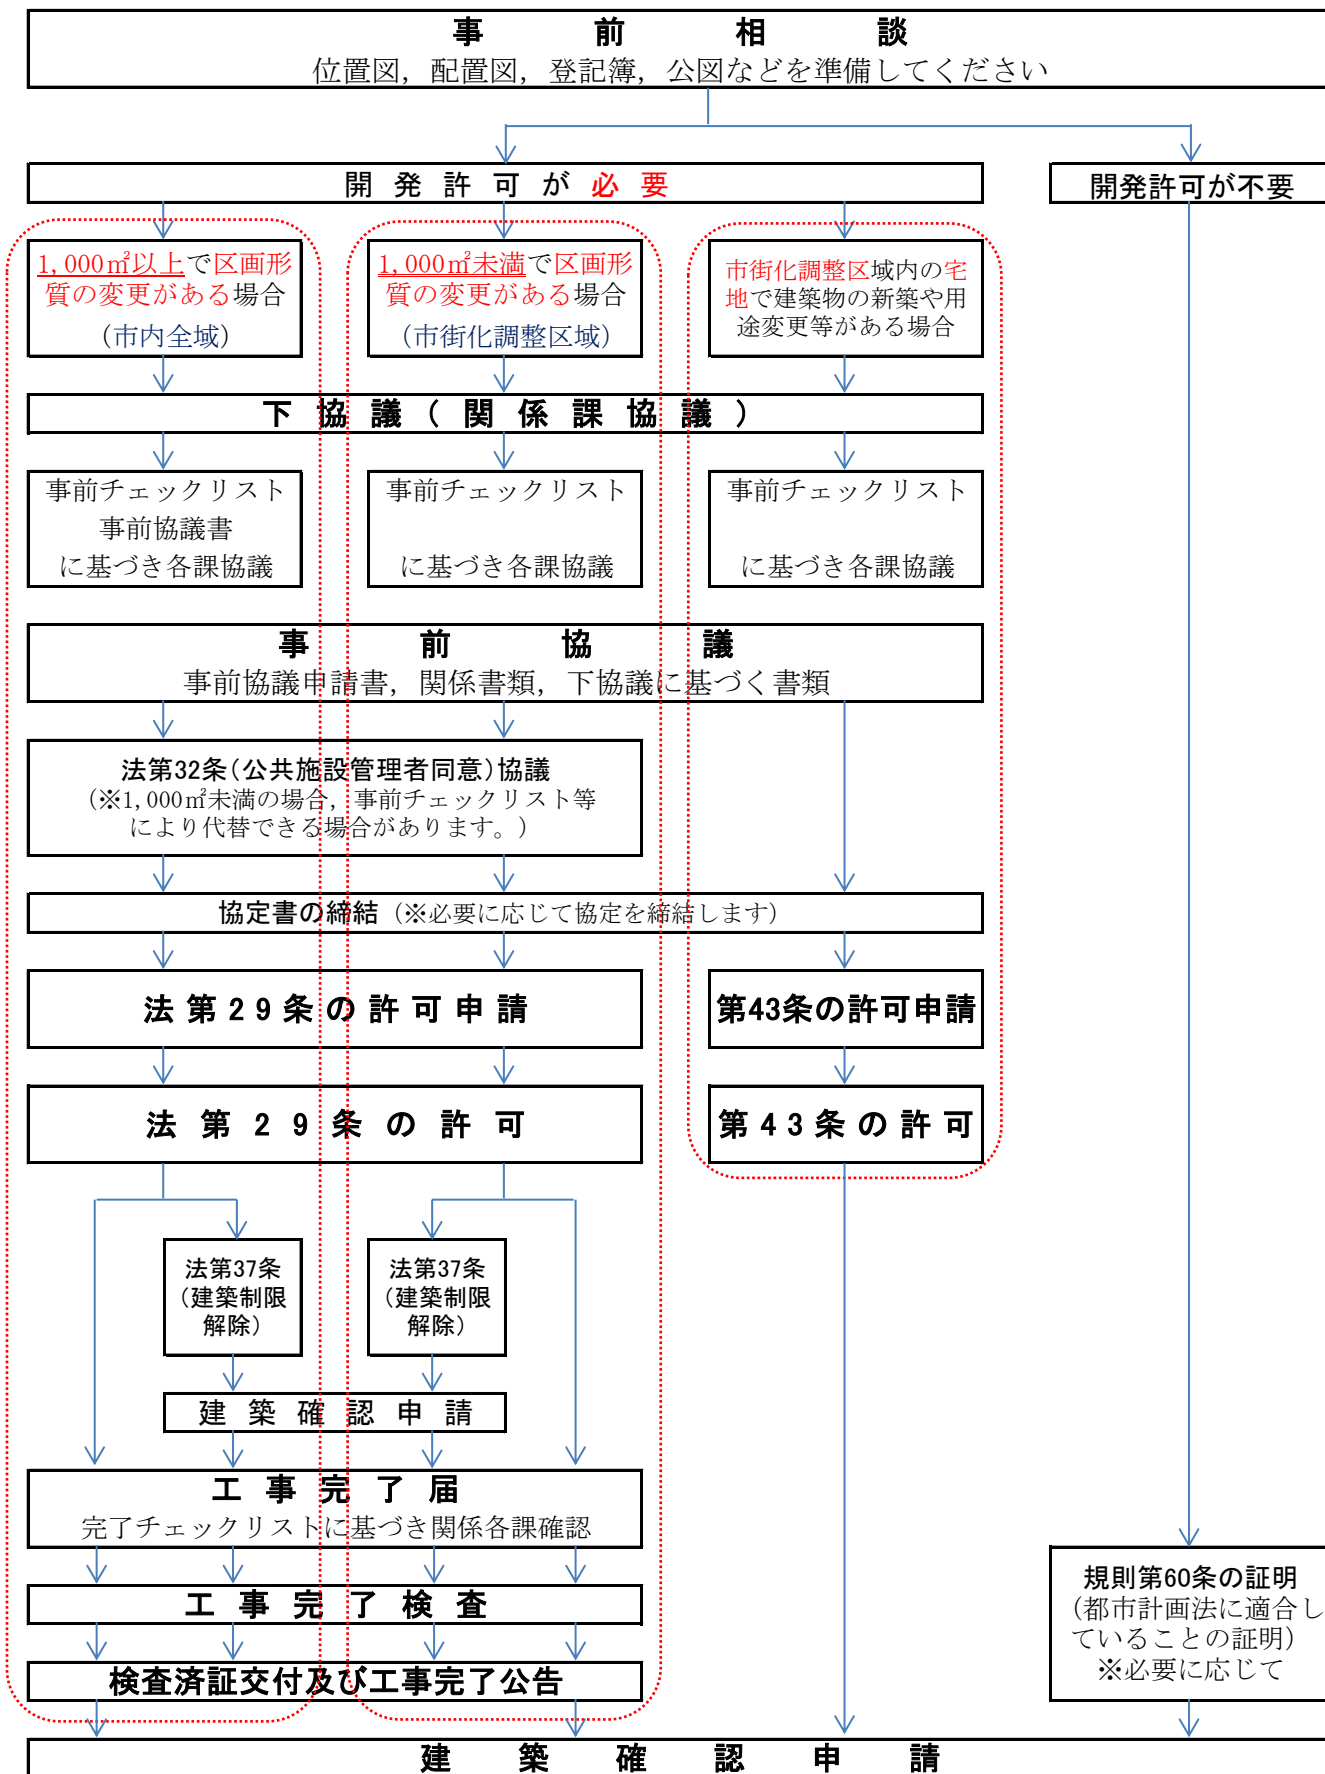 事前相談
位置図，配置図，登記簿，公図などを準備してください
開発許可が必要
開発許可が不要
1,000㎡以上で区画形
質の変更がある場合
（市内全域）
1,000㎡未満で区画形
質の変更がある場合
（市街化調整区域）
市街化調整区域内の宅
地で建築物の新築や用
途変更等がある場合
下協議（関係課協議）
事前チェックリスト
事前協議書
に基づき各課協議
事前チェックリスト
に基づき各課協議
事前チェックリスト
に基づき各課協議
事前協議
事前協議申請書，関係書類，下協議に基づく書類
法第32条（公共施設管理者同意）協議
（※1,000㎡未満の場合，事前チェックリスト等
により代替できる場合があります。）
協定書の締結（※必要に応じて協定を締結します）
法第29条の許可申請
第43条の許可申請
法第29条の許可
第43条の許可
法第37条
（建築制限
解除）
法第37条
（建築制限
解除）
建築確認申請
工事完了届
完了チェックリストに基づき関係各課確認
工事完了検査
検査済証交付及び工事完了公告
規則第60条の証明
（都市計画法に適合し
ていることの証明）
※必要に応じて
建築確認申請